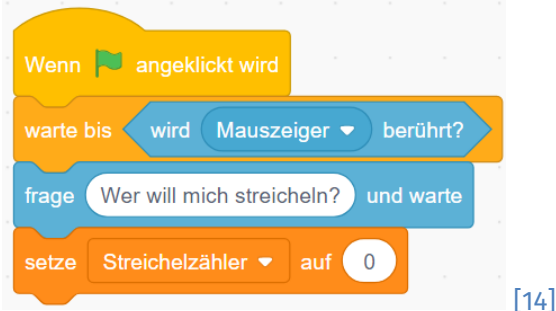 Wenn angeklickt wird
warte bis wird Mauszeiger berührt?
frage Wer will mich streicheln? und warte
setze Streichelzähler auf 0
[14]